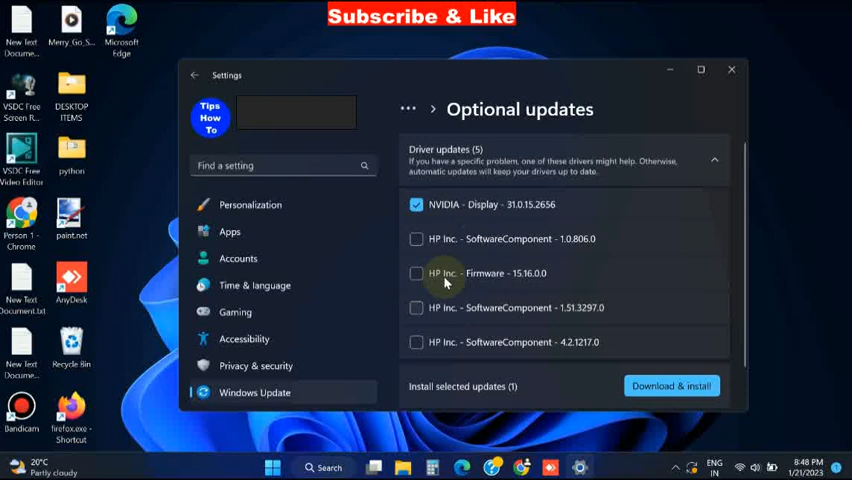 Subscribe & Like
New Text
Docume...
Merry_Go_S...
Microsoft
Edge
VSDC Free
Screen R...
DESKTOP
ITEMS
VSDC Free
Video Editor
python
Person 1 -
Chrome
paint.net
New Text
Document.txt
AnyDesk
New Text
Docume...
Recycle Bin
Bandicam
firefox.exe -
Shortcut
Settings
Tips
How
To
Find a setting
Personalization
Apps
Accounts
Time & language
Gaming
Accessibility
Privacy & security
Windows Update
... > Optional updates
Driver updates (5)
If you have a specific problem, one of these drivers might help. Otherwise,
automatic updates will keep your drivers up to date.
NVIDIA - Display - 31.0.15.2656
HP Inc. - SoftwareComponent - 1.0.806.0
HP Inc. - Firmware - 15.16.0.0
HP Inc. - SoftwareComponent - 1.51.3297.0
HP Inc. - SoftwareComponent - 4.2.1217.0
Install selected updates (1)
Download & install
20°C
Partly cloudy
Search
ENG
IN
8:48 PM
1/21/2023